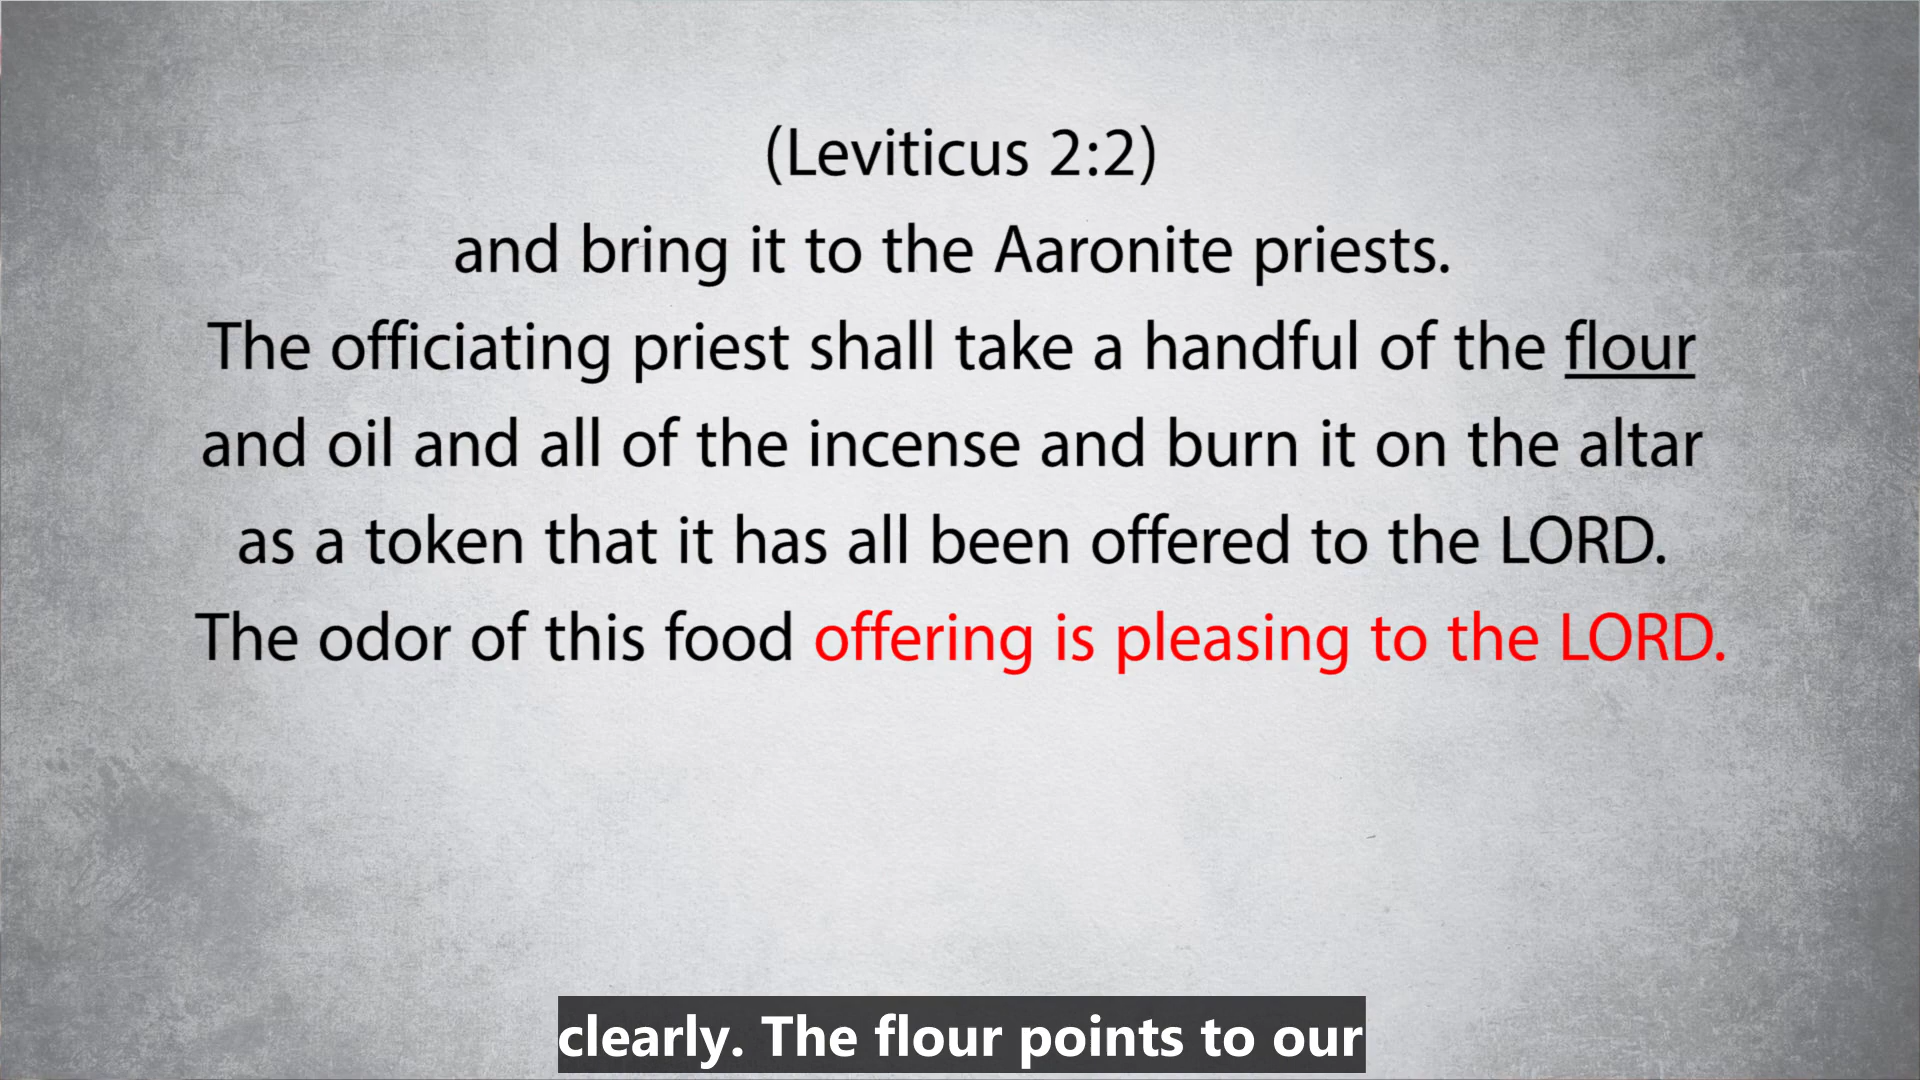 (Leviticus 2:2)
and bring it to the Aaronite priests.
The officiating priest shall take a handful of the flour
and oil and all of the incense and burn it on the altar
as a token that it has all been offered to the LORD.
The odor of this food offering is pleasing to the LORD.
clearly. The flour points to our